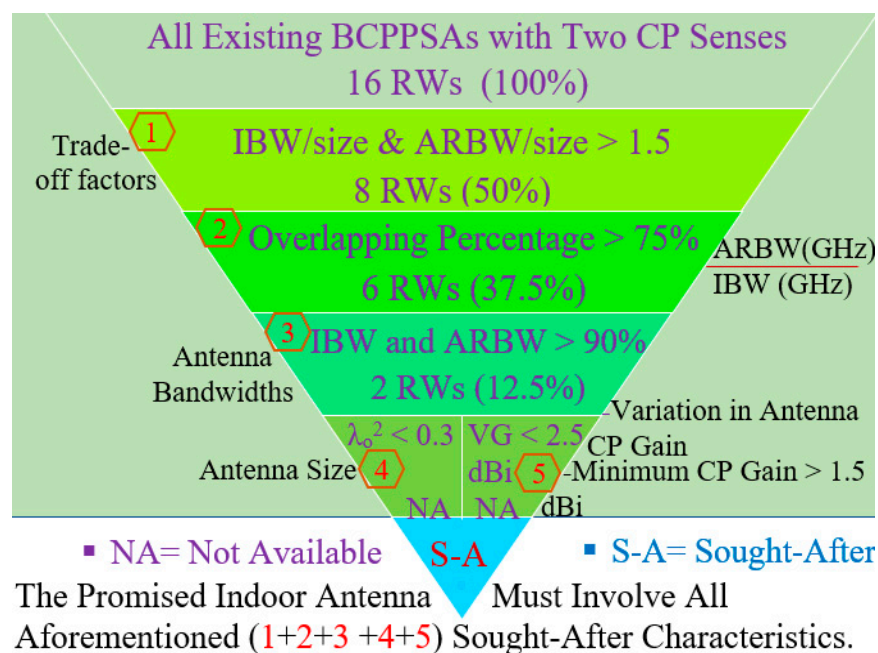 All Existing BCPPSAs with Two CP Senses
16 RWs (100%)
1
Trade-
off factors
IBW/size & ARBW/size > 1.5
8 RWs (50%)
2
Overlapping Percentage > 75%
6 RWs (37.5%)
ARBW(GHz)
IBW (GHz)
3
IBW and ARBW > 90%
2 RWs (12.5%)
Antenna
Bandwidths
λₒ² < 0.3
NA
4
Antenna Size
VG < 2.5
dBi
NA
5
-Variation in Antenna
CP Gain
-Minimum CP Gain > 1.5
dBi
S-A
▪ NA= Not Available
▪ S-A= Sought-After
The Promised Indoor Antenna Must Involve All
Aforementioned (1+2+3 +4+5) Sought-After Characteristics.